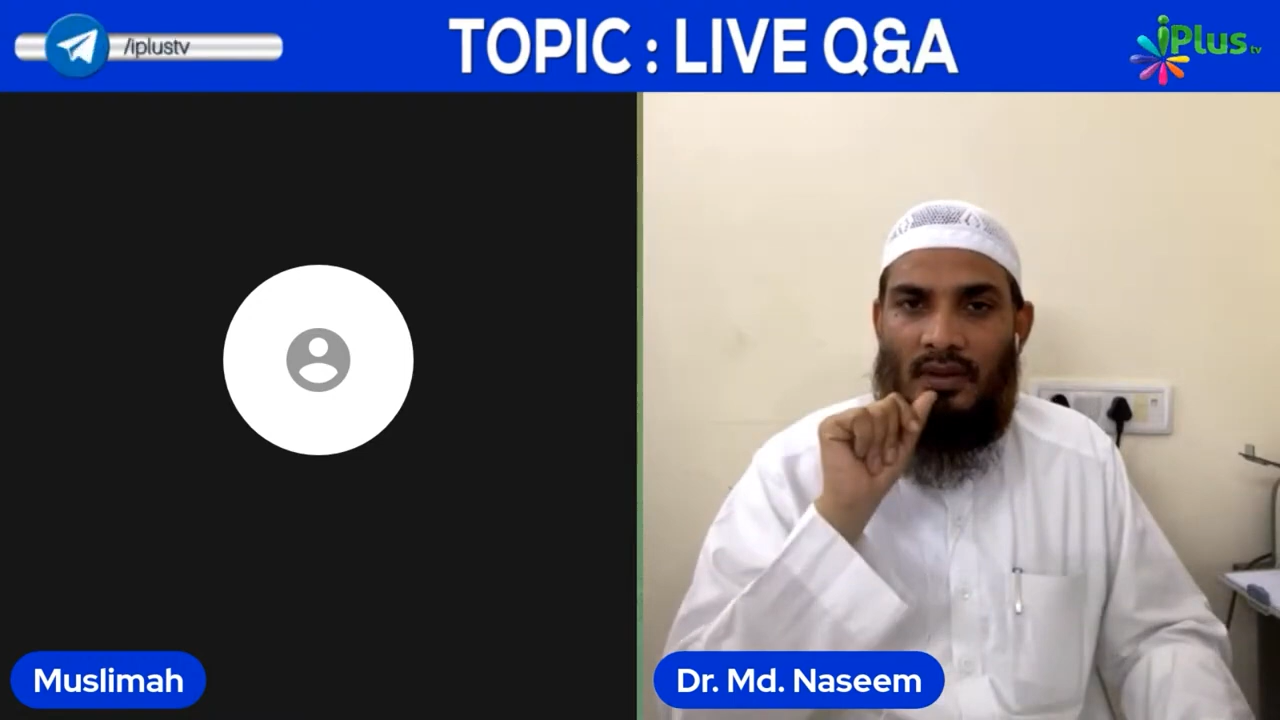 /iplustv
TOPIC : LIVE Q&A
iPlus tv
Muslimah
Dr. Md. Naseem